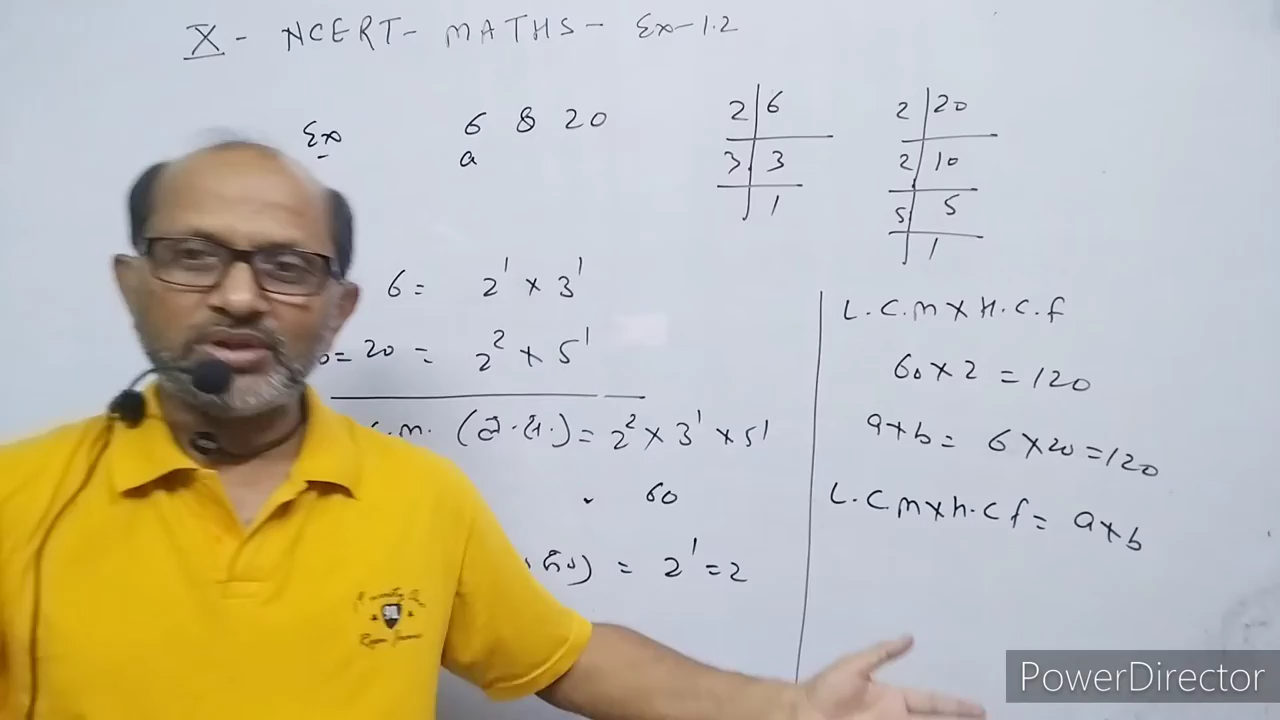 X - NCERT - MATHS - Ex-1.2
Ex 6 & 20
a
2 | 6
3 | 3
1
2 | 20
2 | 10
5 | 5
1
6 = 2¹ × 3¹
b = 20 = 2² × 5¹
C.M. (ल.स.) = 2² × 3¹ × 5¹
60
= 2¹ = 2
L.C.M × H.C.F
60 × 2 = 120
a × b = 6 × 20 = 120
L.C.M × H.C.F = a × b
PowerDirector